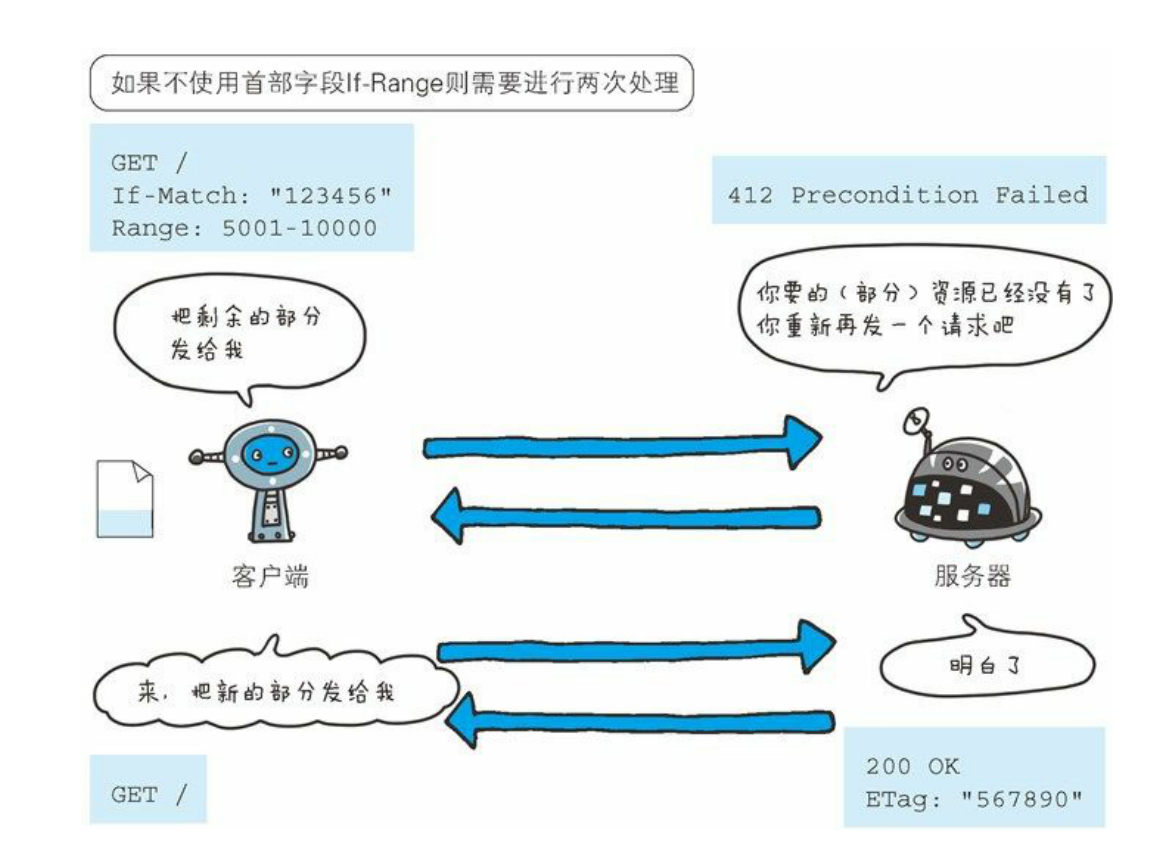 如果不使用首部字段If-Range则需要进行两次处理
GET /
If-Match: "123456"
Range: 5001-10000
412 Precondition Failed
把剩余的部分
发给我
你要的（部分）资源已经没有了
你重新再发一个请求吧
客户端
服务器
来，把新的部分发给我
明白了
GET /
200 OK
ETag: "567890"